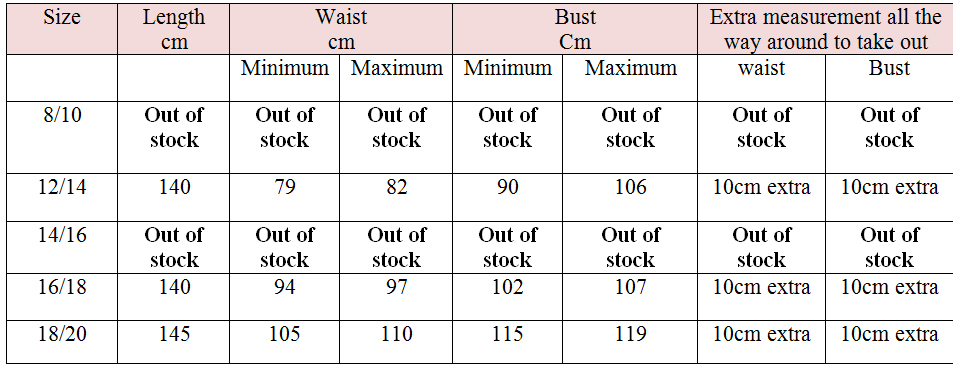 Size Length Waist Bust Extra measurement all the
cm cm Cm way around to take out
Minimum Maximum Minimum Maximum waist Bust
8/10 Out of Out of Out of Out of Out of Out of Out of
stock stock stock stock stock stock stock
12/14 140 79 82 90 106 10cm extra 10cm extra
14/16 Out of Out of Out of Out of Out of Out of Out of
stock stock stock stock stock stock stock
16/18 140 94 97 102 107 10cm extra 10cm extra
18/20 145 105 110 115 119 10cm extra 10cm extra